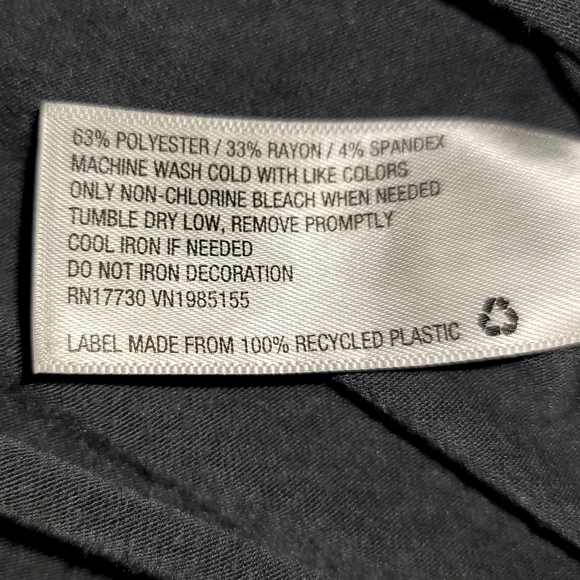 63% POLYESTER / 33% RAYON / 4% SPANDEX
MACHINE WASH COLD WITH LIKE COLORS
ONLY NON-CHLORINE BLEACH WHEN NEEDED
TUMBLE DRY LOW, REMOVE PROMPTLY
COOL IRON IF NEEDED
DO NOT IRON DECORATION
RN17730 VN1985155
LABEL MADE FROM 100% RECYCLED PLASTIC